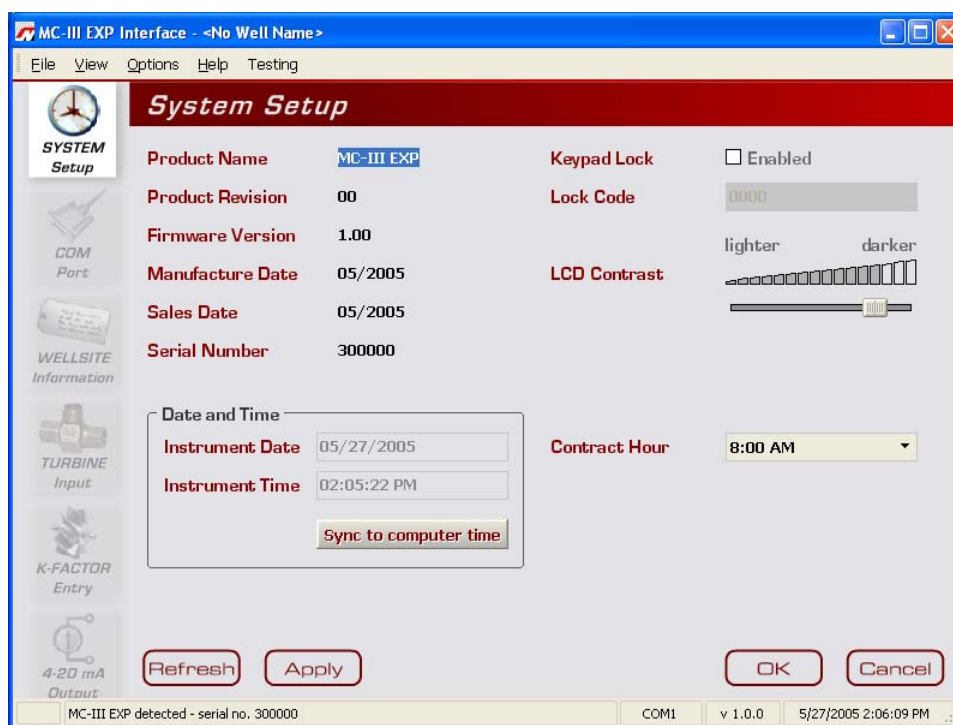 MC-III EXP Interface - <No Well Name>
File View Options Help Testing
SYSTEM
Setup
COM
Port
WELLSITE
Information
TURBINE
Input
K-FACTOR
Entry
4-20 mA
Output
System Setup
Product Name MC-III EXP
Product Revision 00
Firmware Version 1.00
Manufacture Date 05/2005
Sales Date 05/2005
Serial Number 300000
Keypad Lock Enabled
Lock Code 0000
lighter darker
LCD Contrast
Date and Time
Instrument Date 05/27/2005
Instrument Time 02:05:22 PM
Sync to computer time
Contract Hour 8:00 AM
Refresh Apply OK Cancel
MC-III EXP detected - serial no. 300000 COM1 v 1.0.0 5/27/2005 2:06:09 PM